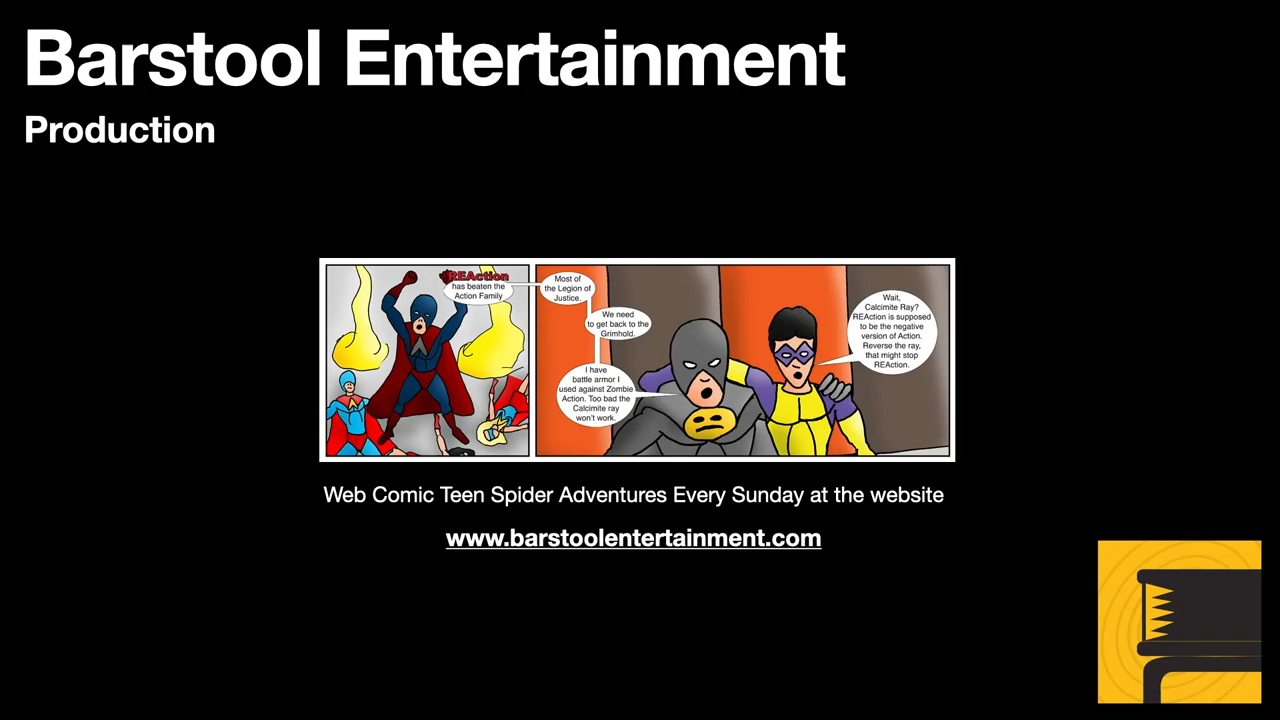 Barstool Entertainment
Production
REAction
has beaten the
Action Family
Most of
the Legion of
Justice.
We need
to get back to the
Grimhold.
I have
battle armor I
used against Zombie
Action. Too bad the
Calcimite ray
won't work.
Wait,
Calcimite Ray?
REAction is supposed
to be the negative
version of Action.
Reverse the ray,
that might stop
REAction.
Web Comic Teen Spider Adventures Every Sunday at the website
www.barstoolentertainment.com